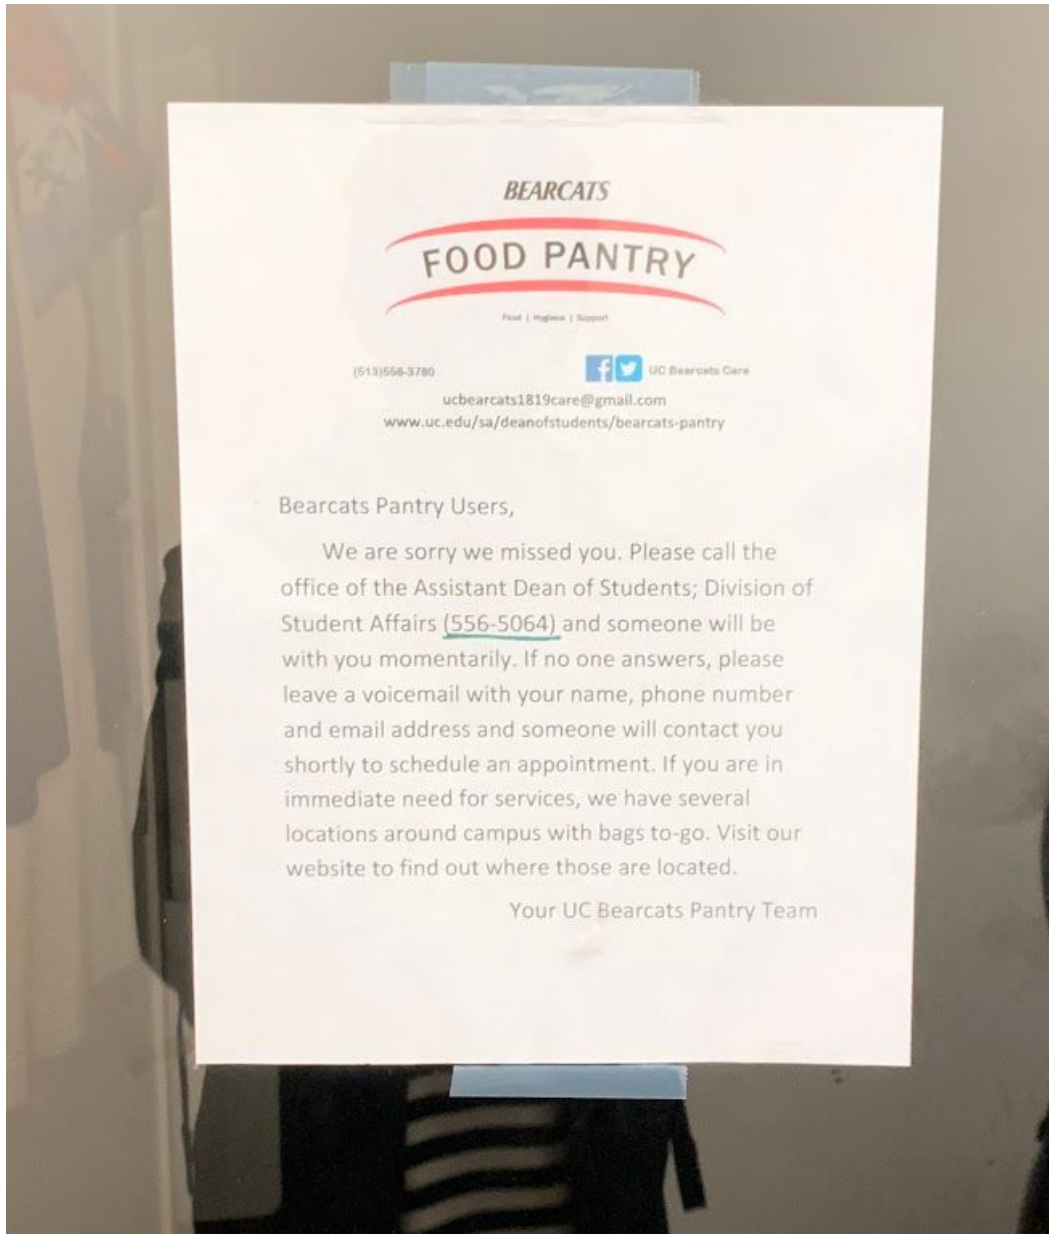 BEARCATS
FOOD PANTRY
Food | Hygiene | Support
(513)556-3780
UC Bearcats Care
ucbearcats1819care@gmail.com
www.uc.edu/sa/deanofstudents/bearcats-pantry
Bearcats Pantry Users,
We are sorry we missed you. Please call the
office of the Assistant Dean of Students; Division of
Student Affairs (556-5064) and someone will be
with you momentarily. If no one answers, please
leave a voicemail with your name, phone number
and email address and someone will contact you
shortly to schedule an appointment. If you are in
immediate need for services, we have several
locations around campus with bags to-go. Visit our
website to find out where those are located.
Your UC Bearcats Pantry Team